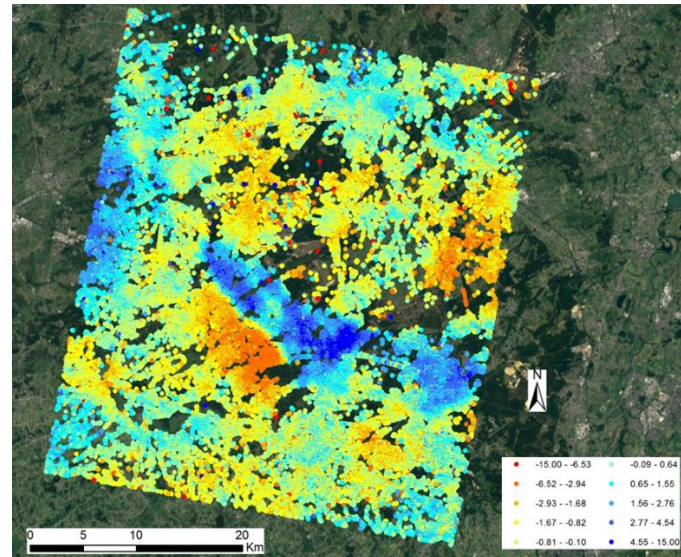 N
-15.00 - -6.53
-6.52 - -2.94
-2.93 - -1.68
-1.67 - -0.82
-0.81 - -0.10
-0.09 - 0.64
0.65 - 1.55
1.56 - 2.76
2.77 - 4.54
4.55 - 15.00
0 5 10 20
Km